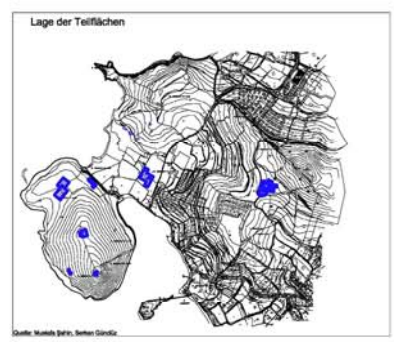 Lage der Teilflächen
Quelle: Mustafa Şahin, Serkan Gündüz